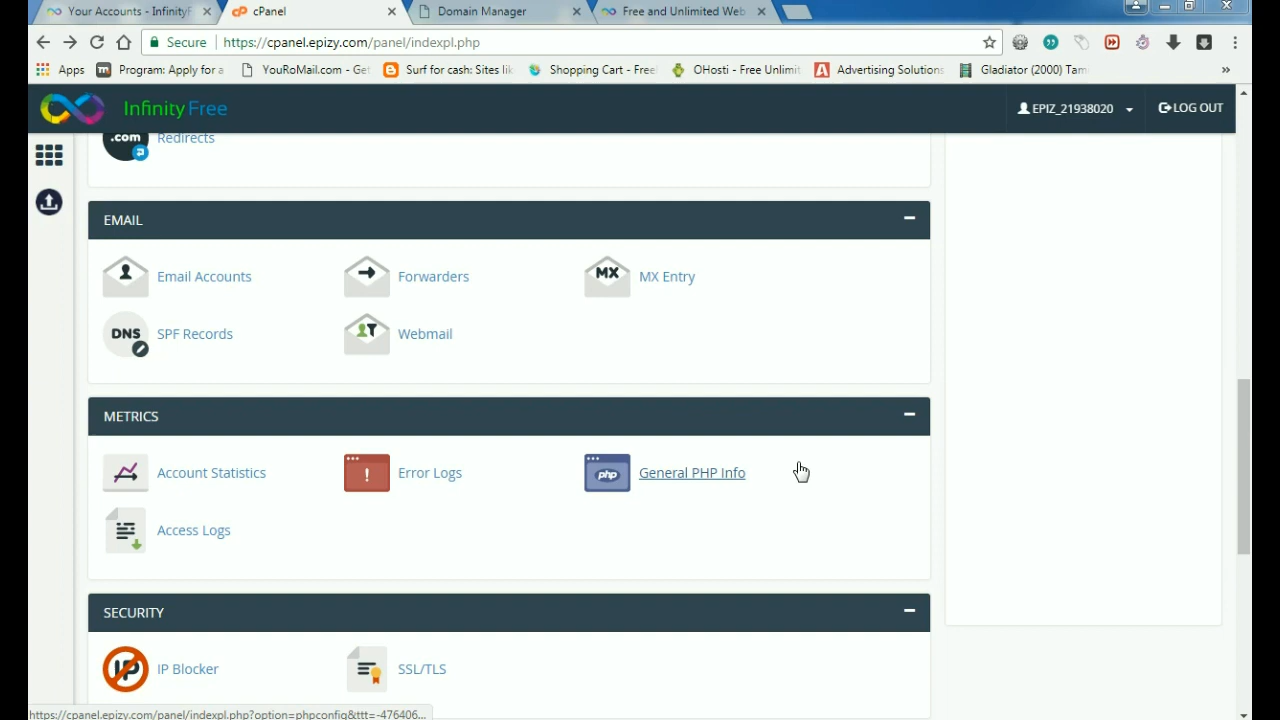 Your Accounts - InfinityF
cPanel
Domain Manager
Free and Unlimited Web
Secure
https://cpanel.epizy.com/panel/indexpl.php
Apps
Program: Apply for a
YouRoMail.com - Get
Surf for cash: Sites lik
Shopping Cart - Free
OHosti - Free Unlimit
Advertising Solutions
Gladiator (2000) Tam
»
InfinityFree
EPIZ_21938020
LOG OUT
.com
Redirects
EMAIL
Email Accounts
Forwarders
MX
MX Entry
DNS
SPF Records
Webmail
METRICS
Account Statistics
!
Error Logs
php
General PHP Info
Access Logs
SECURITY
IP
IP Blocker
SSL/TLS
https://cpanel.epizy.com/panel/indexpl.php?option=phpconfig&ttt=-476406...